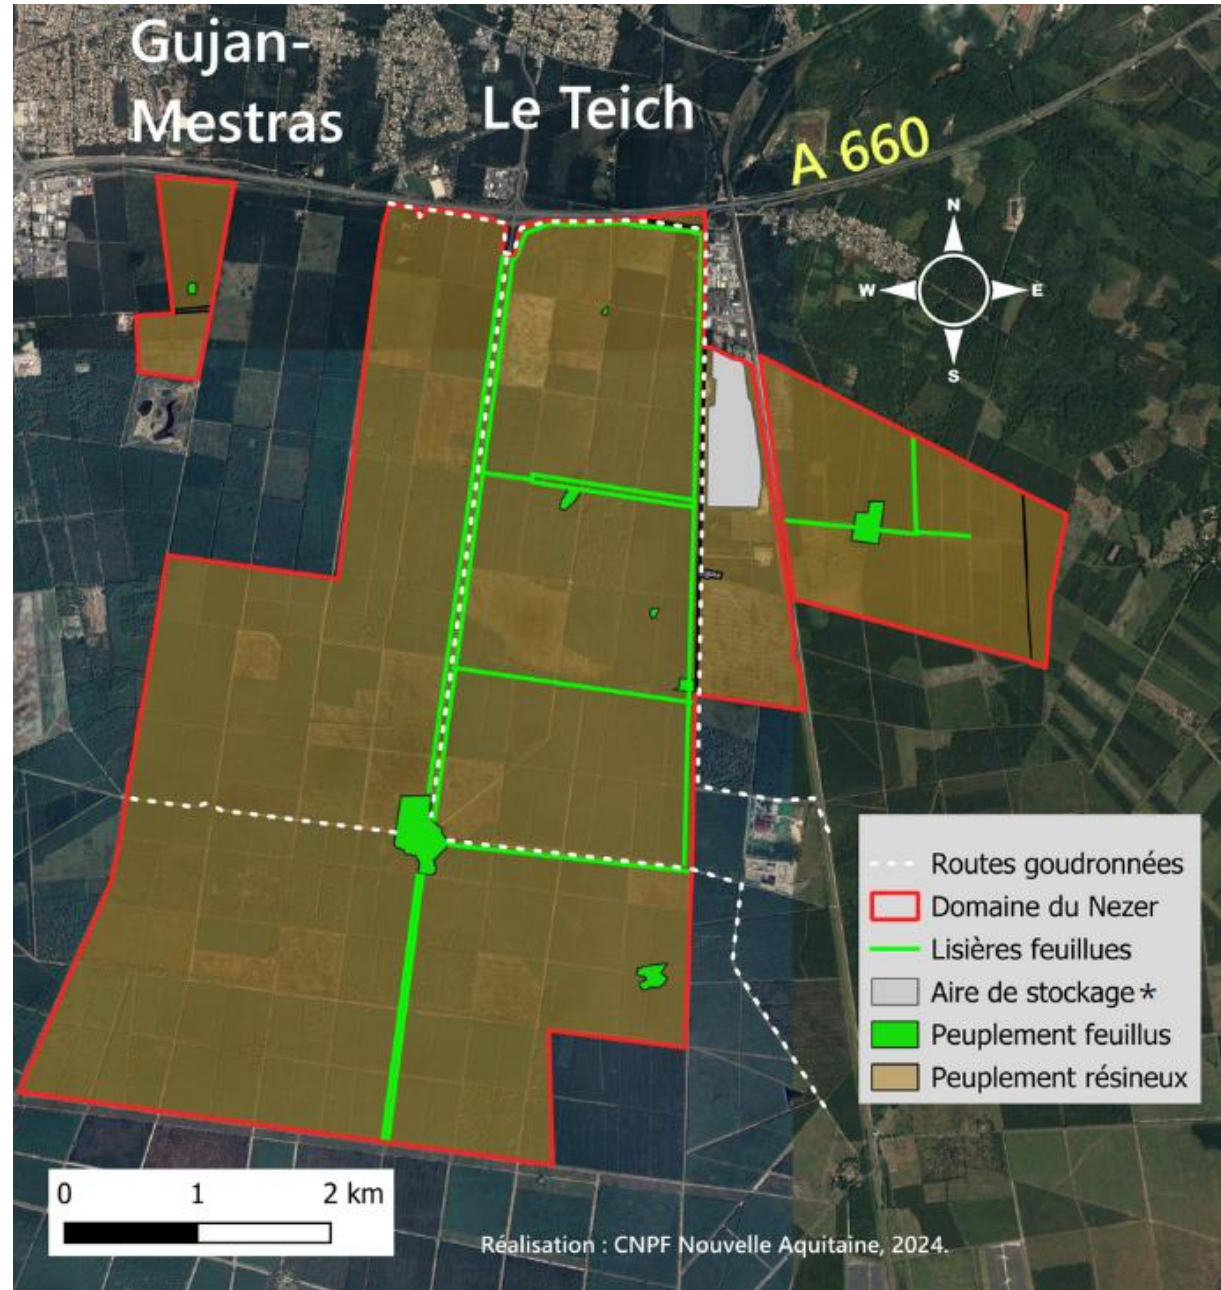 Gujan-
Mestras
Le Teich
A 660
N
W
E
S
Routes goudronnées
Domaine du Nezer
Lisières feuillues
Aire de stockage*
Peuplement feuillus
Peuplement résineux
0 1 2 km
Réalisation : CNPF Nouvelle Aquitaine, 2024.